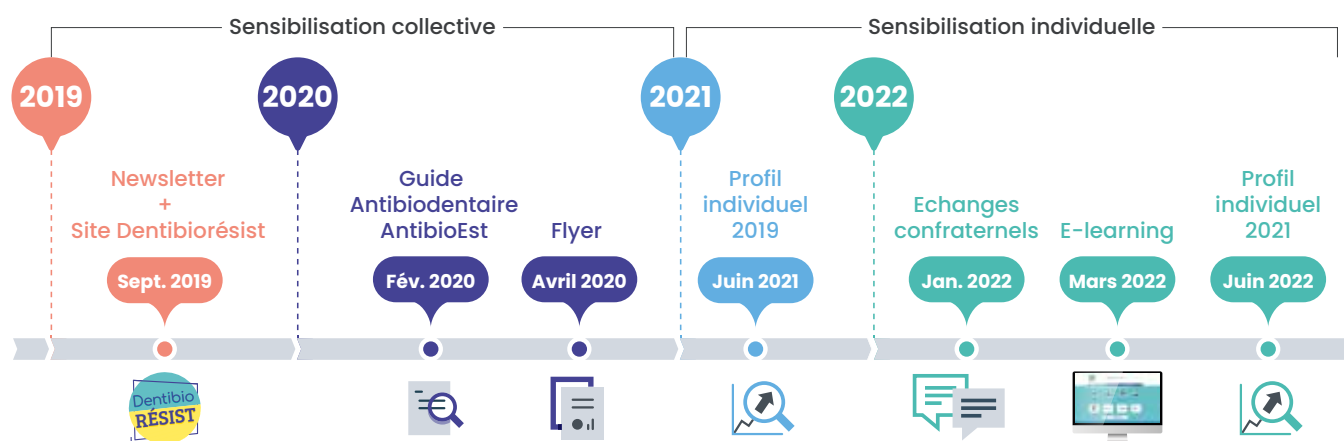 Sensibilisation collective
Sensibilisation individuelle
2019
2020
2021
2022
Newsletter
+
Site Dentibiorésist
Sept. 2019
Guide
Antibiodentaire
AntibioEst
Fév. 2020
Flyer
Avril 2020
Profil
individuel
2019
Juin 2021
Echanges
confraternels
Jan. 2022
E-learning
Mars 2022
Profil
individuel
2021
Juin 2022
Dentibio
RÉSIST